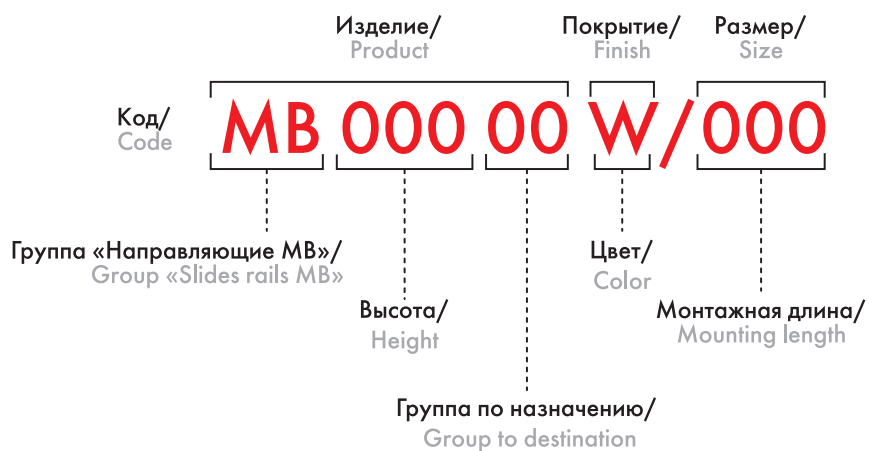 Изделие/
Product
Покрытие/
Finish
Размер/
Size
Код/
Code
MB 000 00 W/000
Группа «Направляющие МВ»/
Group «Slides rails MB»
Цвет/
Color
Высота/
Height
Монтажная длина/
Mounting length
Группа по назначению/
Group to destination